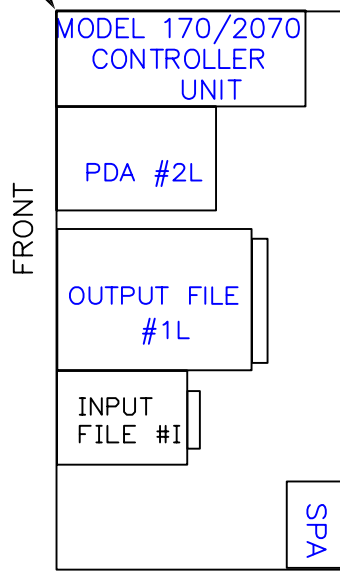 MODEL 170/2070
CONTROLLER
UNIT
PDA #2L
FRONT
OUTPUT FILE
#1L
INPUT
FILE #I
SPA